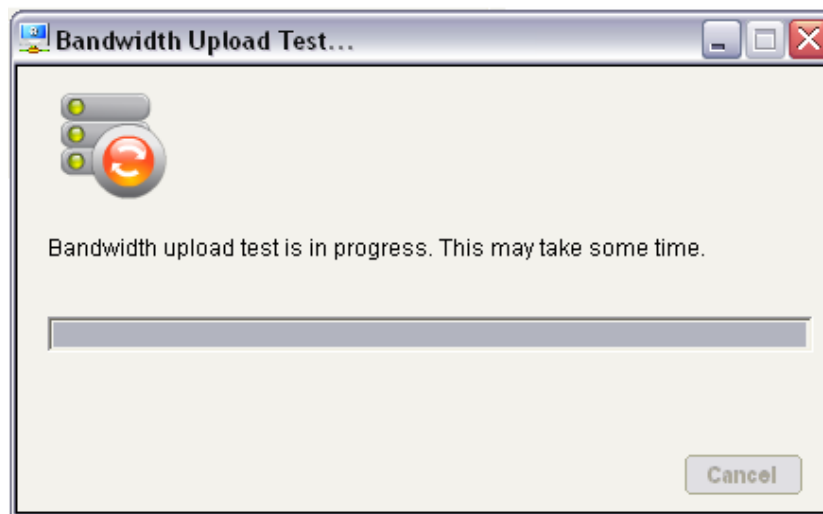 Bandwidth Upload Test...
Bandwidth upload test is in progress. This may take some time.
Cancel